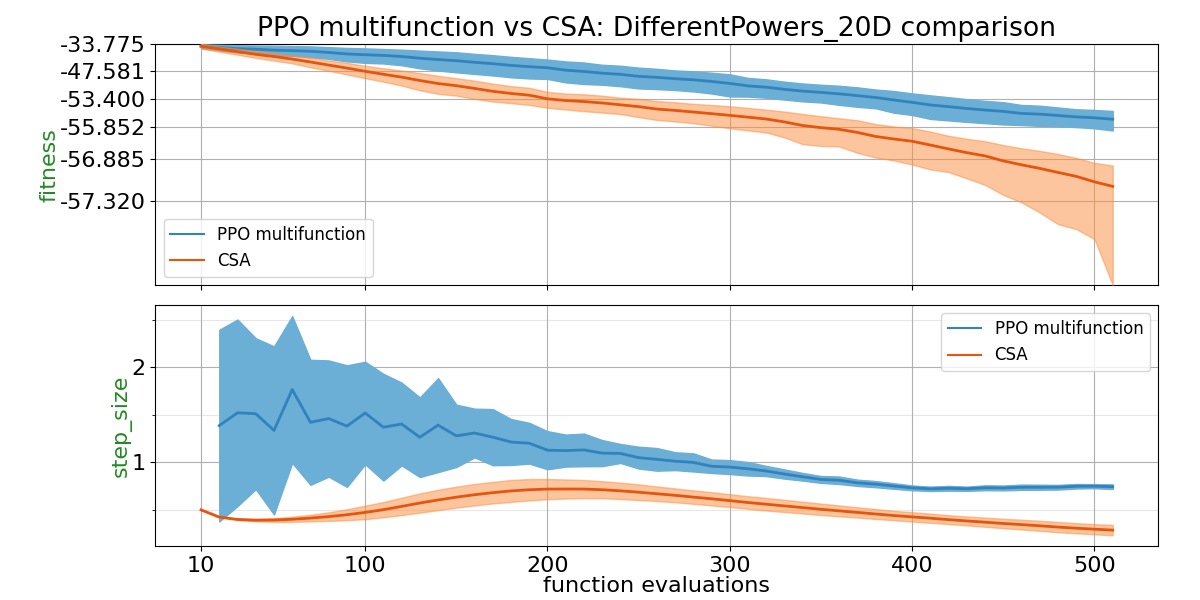 PPO multifunction vs CSA: DifferentPowers_20D comparison
-33.775
-47.581
-53.400
-55.852
-56.885
-57.320
fitness
PPO multifunction
CSA
2
1
step_size
PPO multifunction
CSA
10 100 200 300 400 500
function evaluations